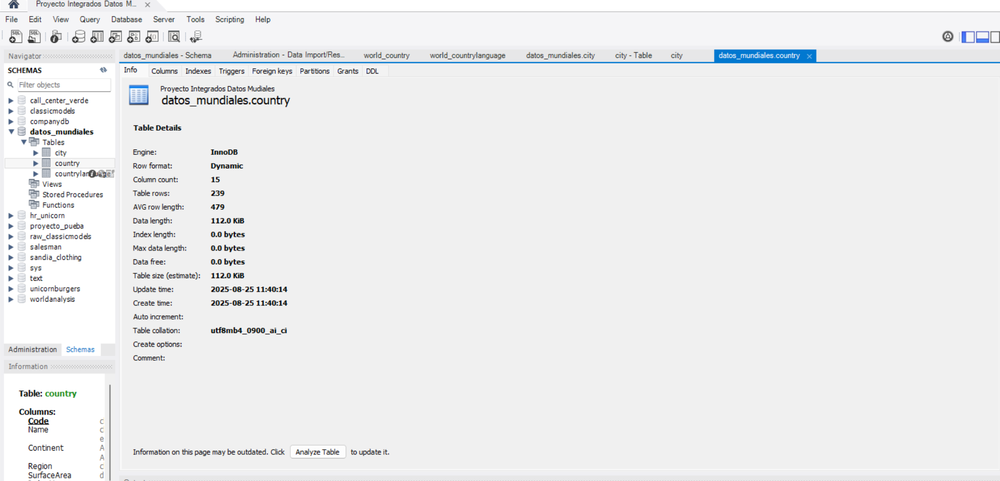 Proyecto Integrados Datos M...
File Edit View Query Database Server Tools Scripting Help
Navigator
SCHEMAS
Filter objects
call_center_verde
classicmodels
companydb
datos_mundiales
Tables
city
country
countrylanguage
Views
Stored Procedures
Functions
hr_unicorn
proyecto_pueba
raw_classicmodels
salesman
sandia_clothing
sys
text
unicornburgers
worldanalysis
Administration Schemas
Information
Table: country
Columns:
Code c
Name c
e
Continent A
A
Region c
SurfaceArea d
datos_mundiales - Schema Administration - Data Import/Res... world_country world_countrylanguage datos_mundiales.city city - Table city datos_mundiales.country
Info Columns Indexes Triggers Foreign keys Partitions Grants DDL
Proyecto Integrados Datos Mudiales
datos_mundiales.country
Table Details
Engine: InnoDB
Row format: Dynamic
Column count: 15
Table rows: 239
AVG row length: 479
Data length: 112.0 KiB
Index length: 0.0 bytes
Max data length: 0.0 bytes
Data free: 0.0 bytes
Table size (estimate): 112.0 KiB
Update time: 2025-08-25 11:40:14
Create time: 2025-08-25 11:40:14
Auto increment:
Table collation: utf8mb4_0900_ai_ci
Create options:
Comment:
Information on this page may be outdated. Click Analyze Table to update it.